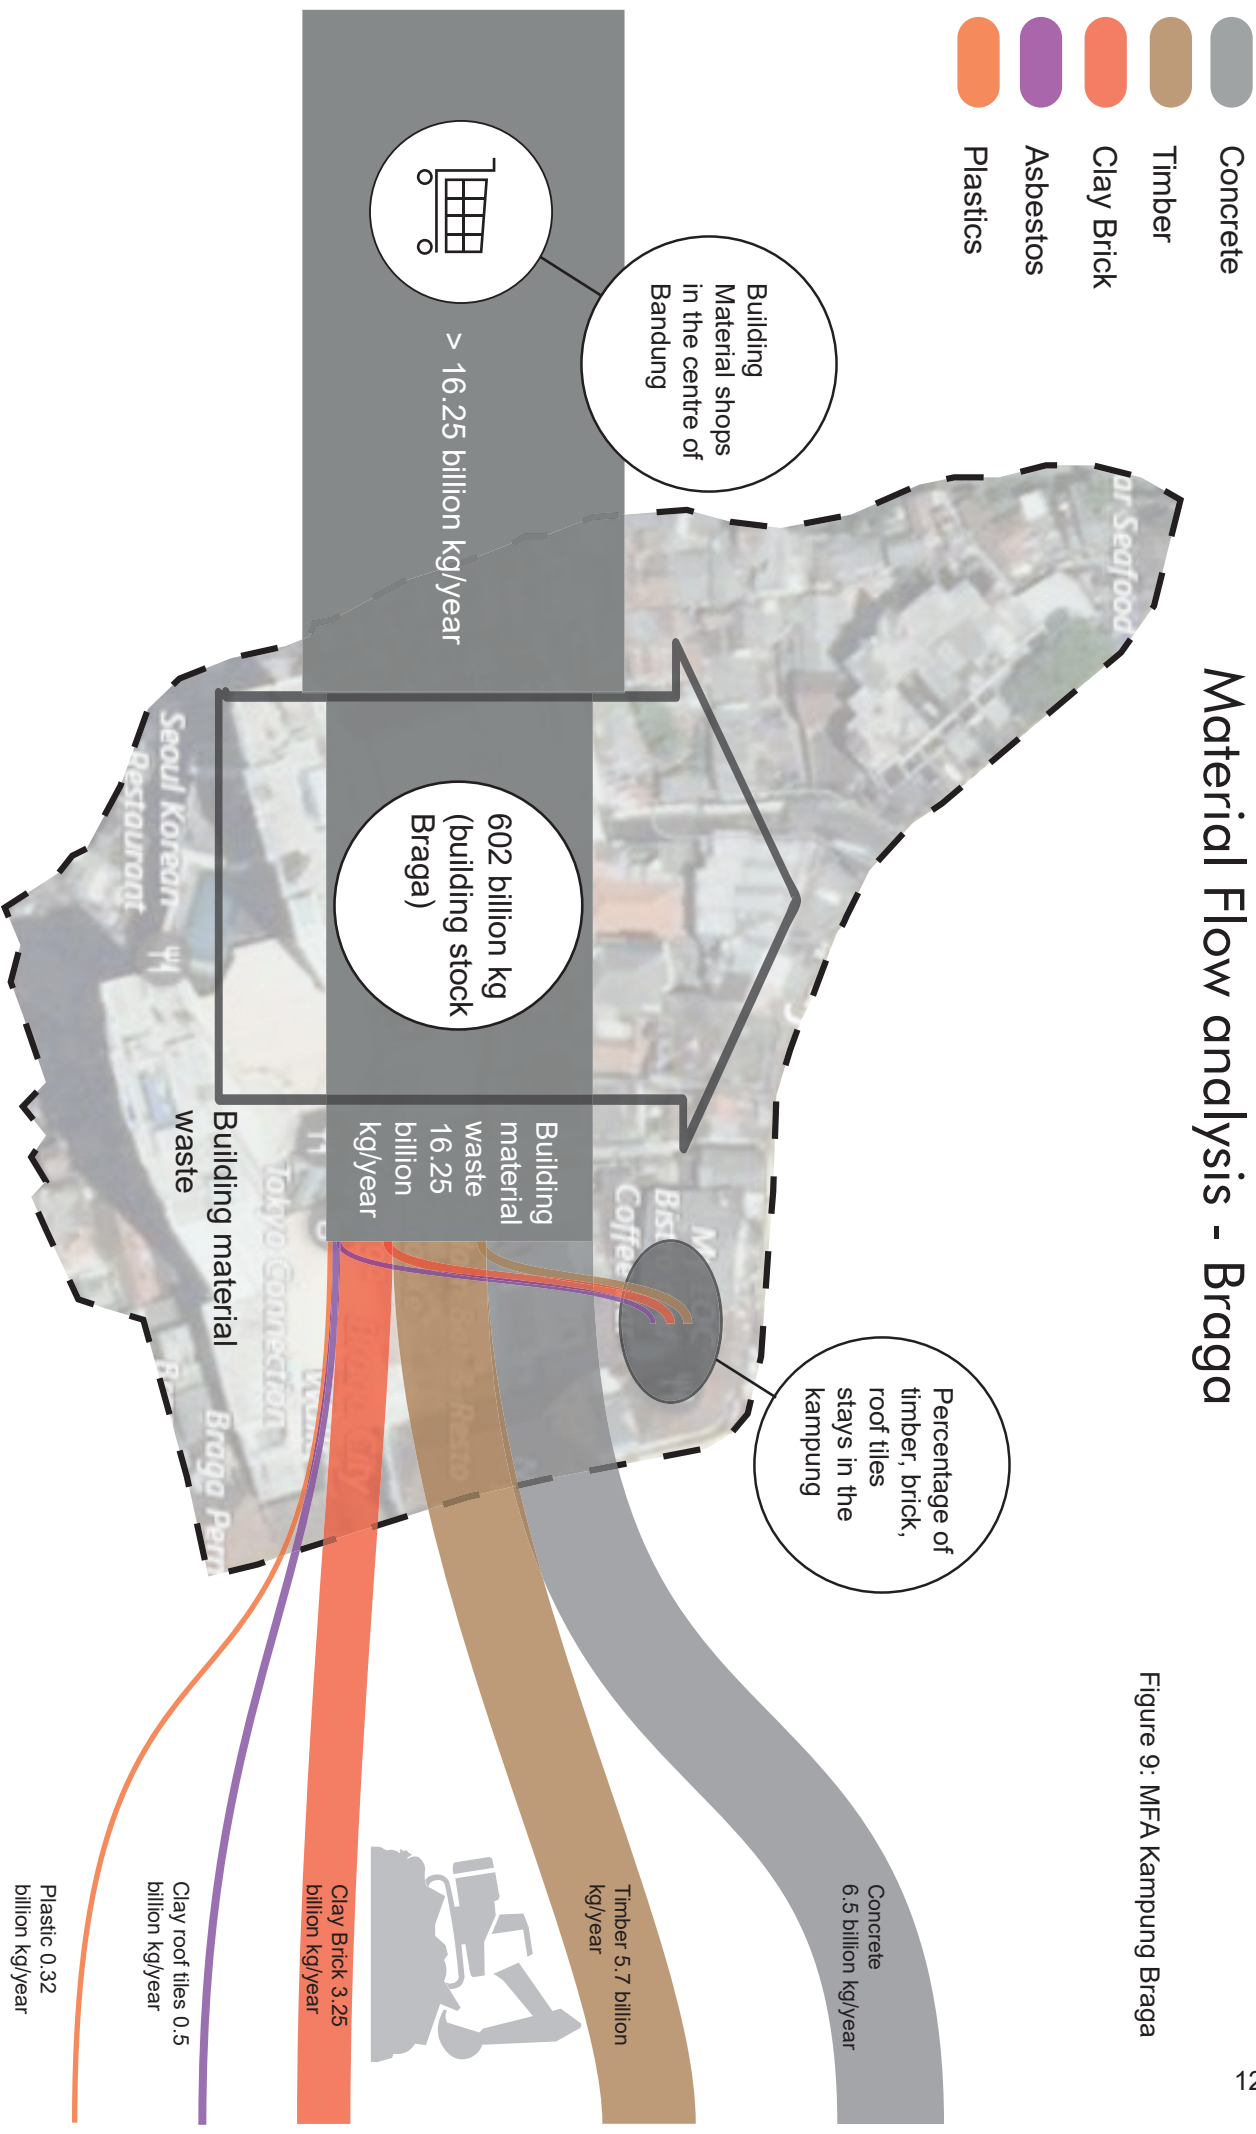 Material Flow analysis - Braga
Concrete
Timber
Clay Brick
Asbestos
Plastics
Figure 9: MFA Kampung Braga
12
Building
Material shops
in the centre of
Bandung
> 16.25 billion kg/year
602 billion kg
(building stock
Braga)
Building
material
waste
16.25
billion
kg/year
Building material
waste
Percentage of
timber, brick,
roof tiles
stays in the
kampung
Concrete
6.5 billion kg/year
Timber 5.7 billion
kg/year
Clay Brick 3.25
billion kg/year
Clay roof tiles 0.5
billion kg/year
Plastic 0.32
billion kg/year
ar Seafood
Seoul Korean
Restaurant
Coffee
Resto
Tokyo Connection
Braga Perm